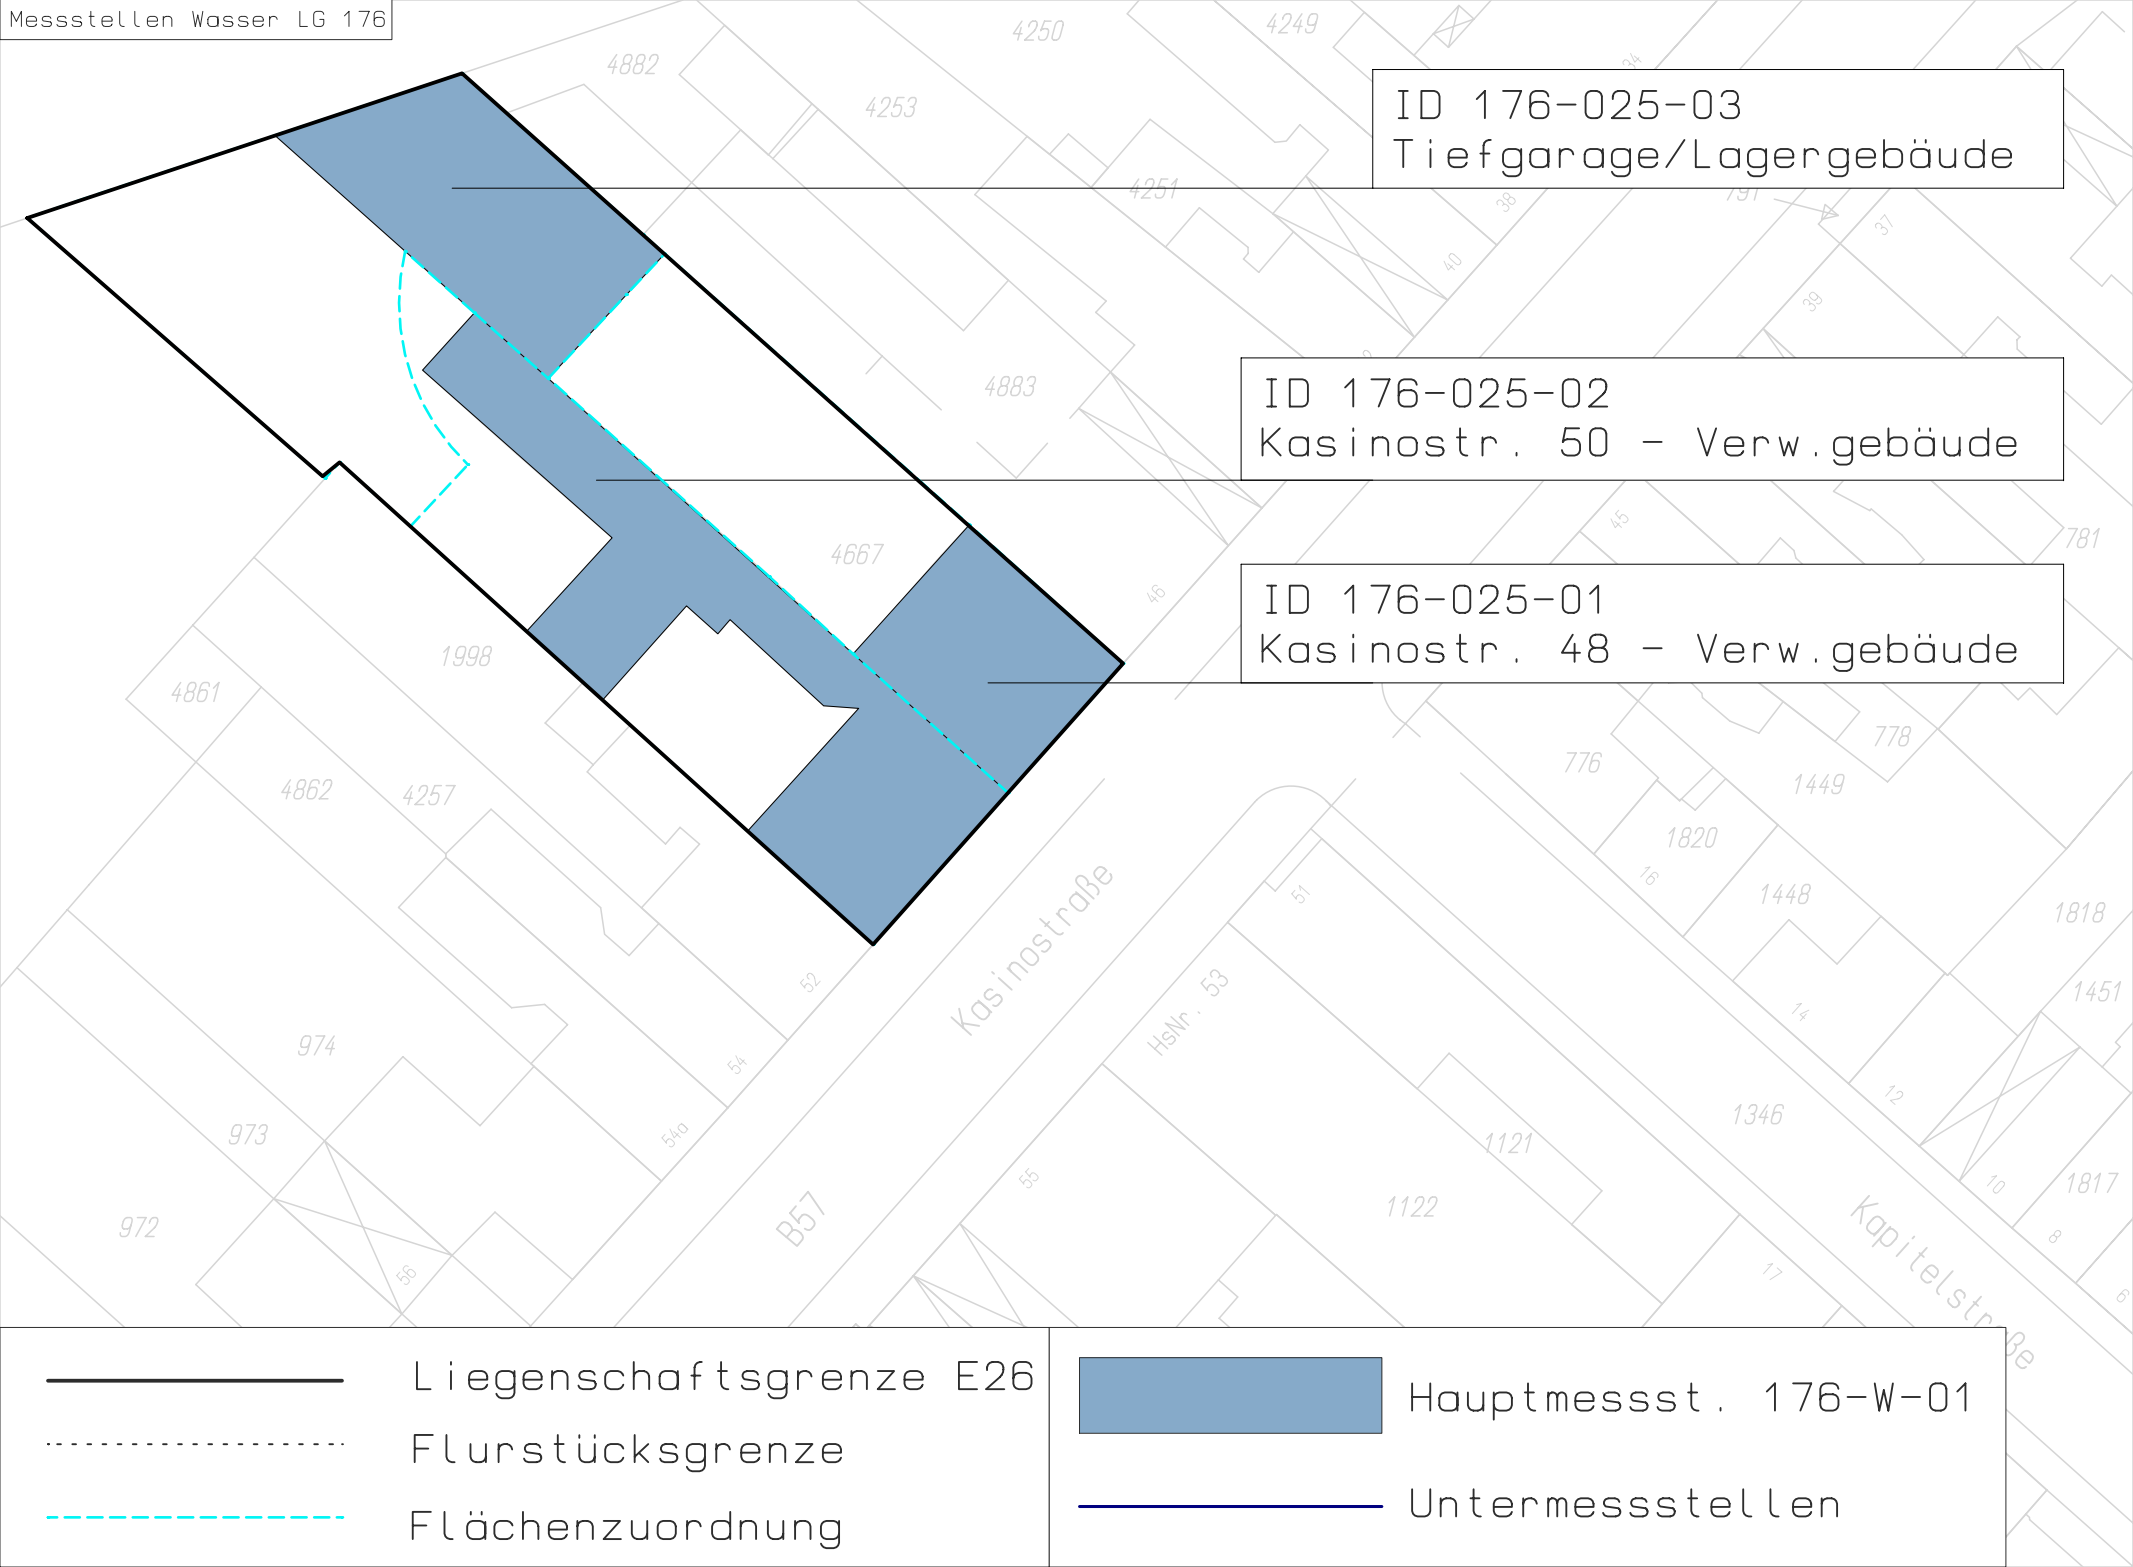 Messstellen Wasser LG 176
4250
4249
4882
34
4253
ID 176-025-03
Tiefgarage/Lagergebäude
4251
791
38
37
40
39
4883
ID 176-025-02
Kasinostr. 50 - Verw.gebäude
45
781
4667
46
ID 176-025-01
Kasinostr. 48 - Verw.gebäude
1998
4861
778
776
1449
4862
4257
1820
16
51
1448
1818
Kasinostraße
52
HsNr. 53
1451
14
974
54
12
1346
54a
973
1121
55
10
1817
B57
1122
972
Kapitelstraße
8
56
17
6
Liegenschaftsgrenze E26
Flurstücksgrenze
Flächenzuordnung
Hauptmessst. 176-W-01
Untermessstellen